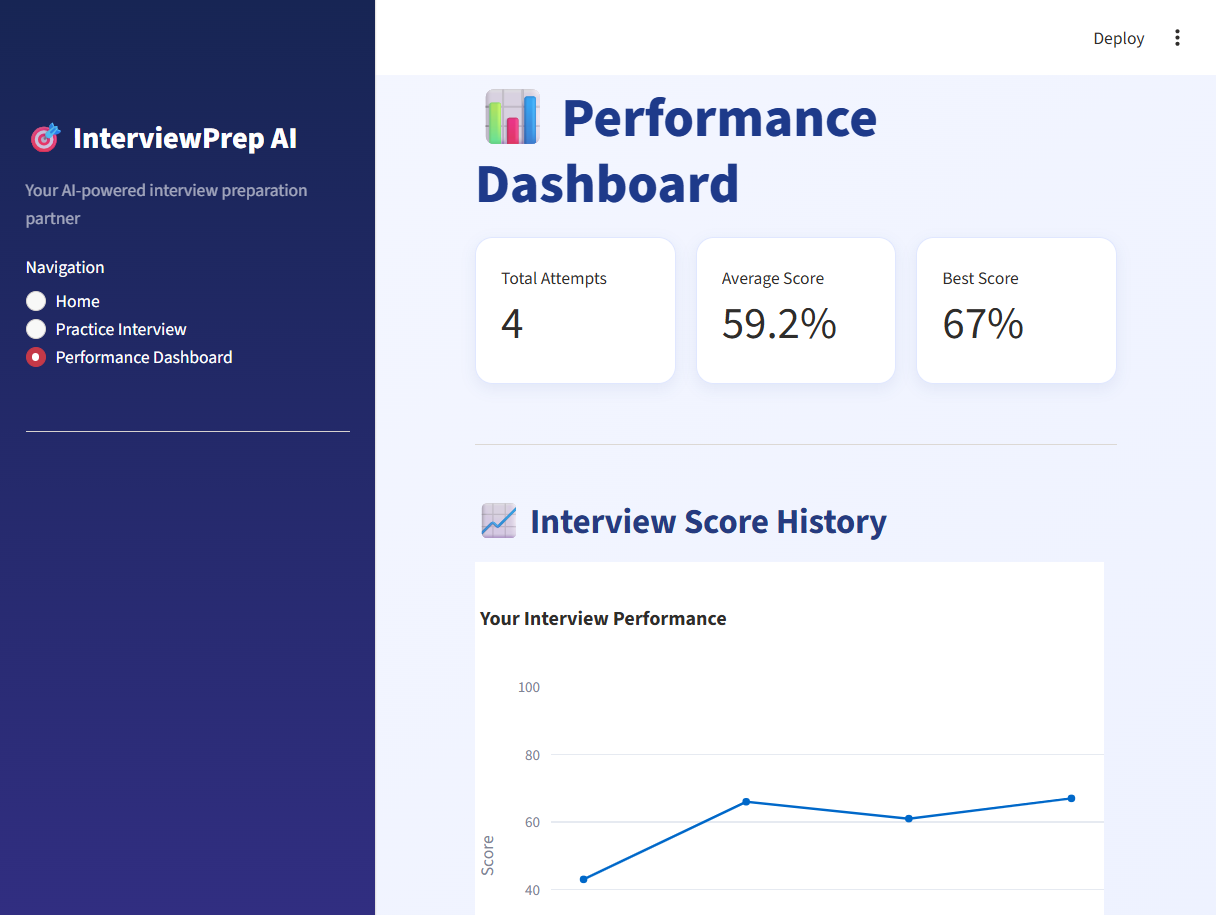 Deploy
InterviewPrep AI
Your AI-powered interview preparation
partner
Navigation
Home
Practice Interview
Performance Dashboard
Performance
Dashboard
Total Attempts
4
Average Score
59.2%
Best Score
67%
Interview Score History
Your Interview Performance
100
80
60
40
Score